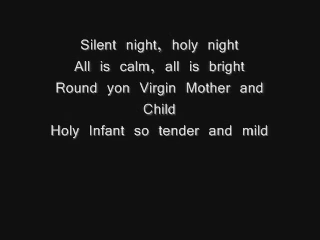 Silent night, holy night
All is calm, all is bright
Round yon Virgin Mother and
Child
Holy Infant so tender and mild